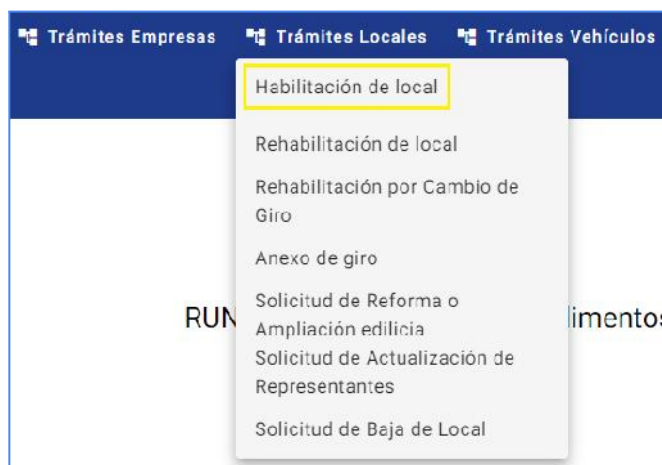 Trámites Empresas Trámites Locales Trámites Vehículos
Habilitación de local
Rehabilitación de local
Rehabilitación por Cambio de
Giro
Anexo de giro
Solicitud de Reforma o
Ampliación edilicia
Solicitud de Actualización de
Representantes
Solicitud de Baja de Local
RUN
limentos